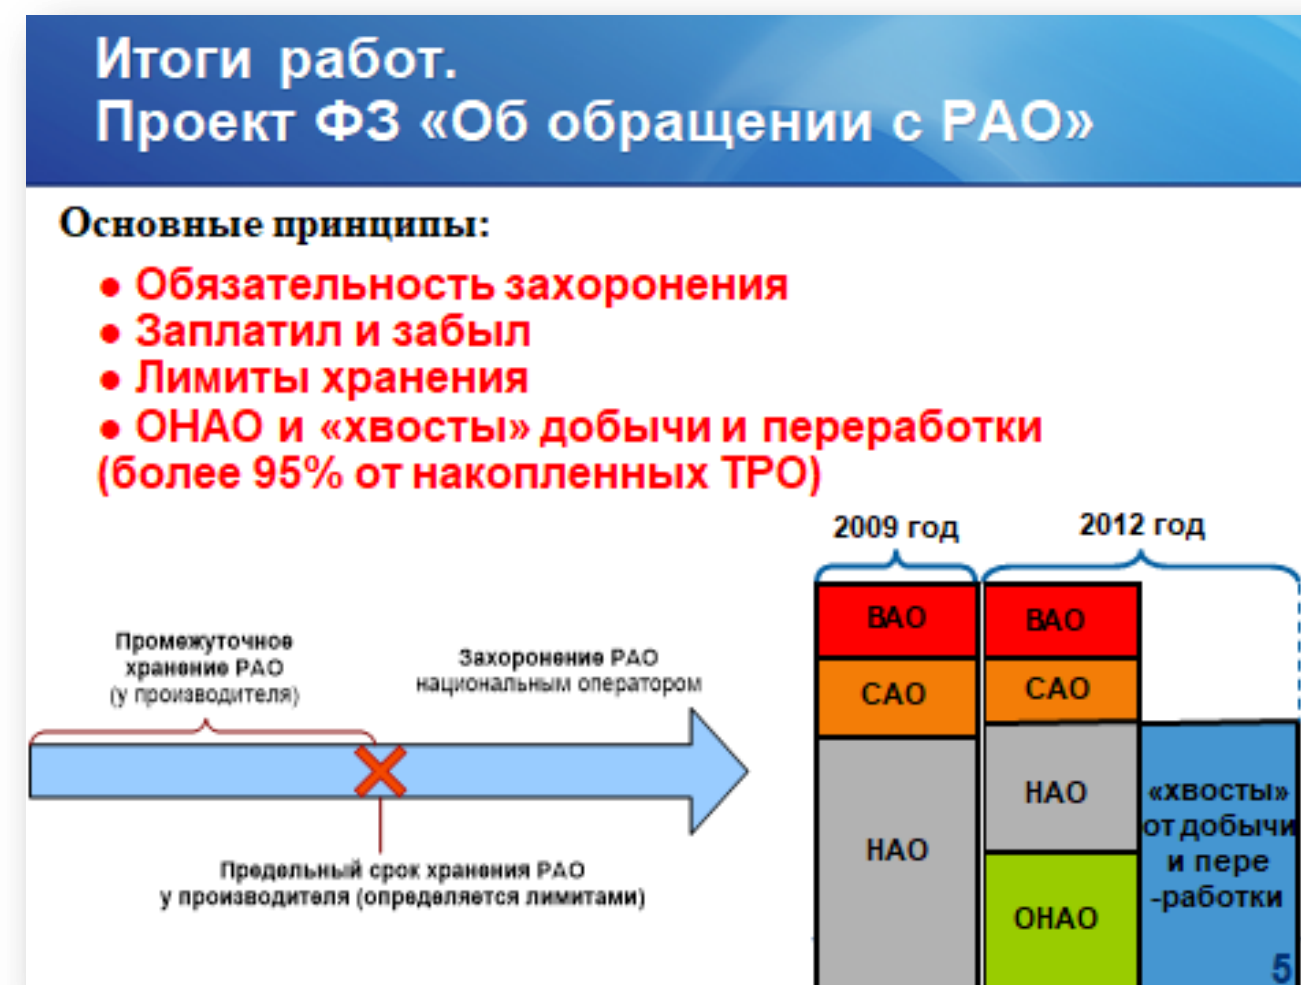 Итоги работ.
Проект ФЗ «Об обращении с РАО»
Основные принципы:
● Обязательность захоронения
● Заплатил и забыл
● Лимиты хранения
● ОНАО и «хвосты» добычи и переработки
(более 95% от накопленных ТРО)
Промежуточное
хранение РАО
(у производителя)
Захоронение РАО
национальным оператором
Предельный срок хранения РАО
у производителя (определяется лимитами)
2009 год
2012 год
ВАО
САО
НАО
ВАО
САО
НАО
ОНАО
«хвосты»
от добычи
и пере
-работки
5